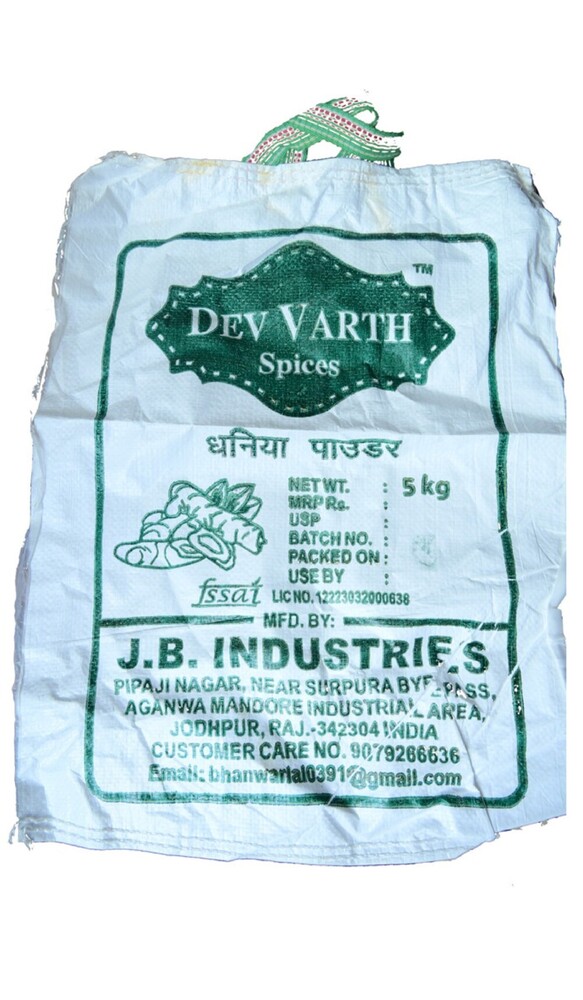 DEV VARTH
TM
Spices
धनिया पाउडर
NET WT. : 5 kg
MRP Rs. :
USP :
BATCH NO. :
PACKED ON :
USE BY :
fssai LIC NO. 12223032000638
MFD. BY:
J.B. INDUSTRIES
PIPAJI NAGAR, NEAR SURPURA BYE-PASS,
AGANWA MANDORE INDUSTRIAL AREA,
JODHPUR, RAJ.-342304 INDIA
CUSTOMER CARE NO. 9079266636
Email: bhanwarlal0391@gmail.com